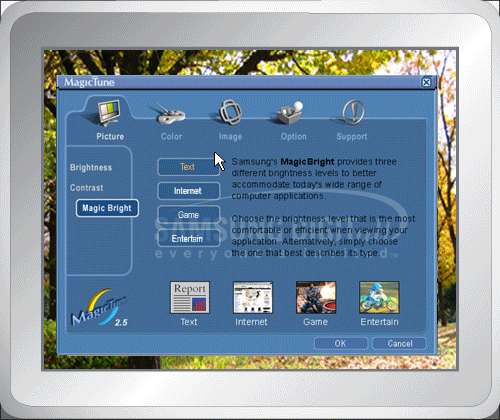 MagicTune
Picture
Color
Image
Option
Support
Brightness
Contrast
Magic Bright
Text
Internet
Game
Entertain
Samsung's MagicBright provides three
different brightness levels to better
accommodate today's wide range of
computer applications.
Choose the brightness level that is the most
comfortable or efficient when viewing your
application. Alternatively, simply choose
the one that best describes its type.
SAMSUNG DIGITall
Report
Text
Internet
Game
Entertain
MagicTune
2.5
OK
Cancel